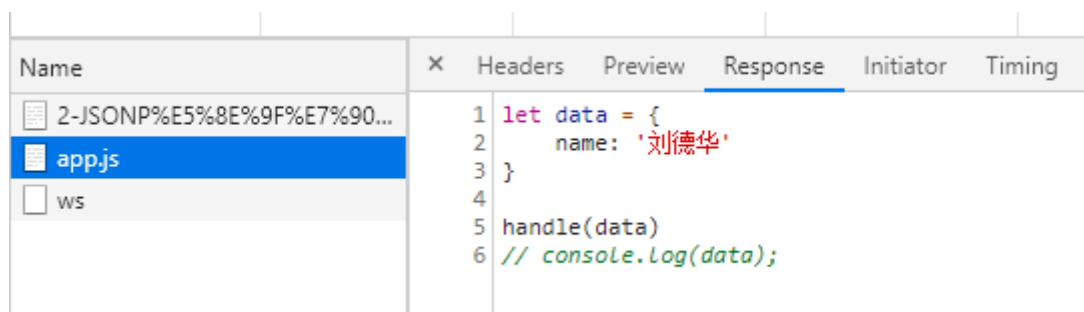 Name
× Headers Preview Response Initiator Timing
2-JSONP%E5%8E%9F%E7%90...
app.js
ws
1 let data = {
2 name: '刘德华'
3 }
4
5 handle(data)
6 // console.log(data);